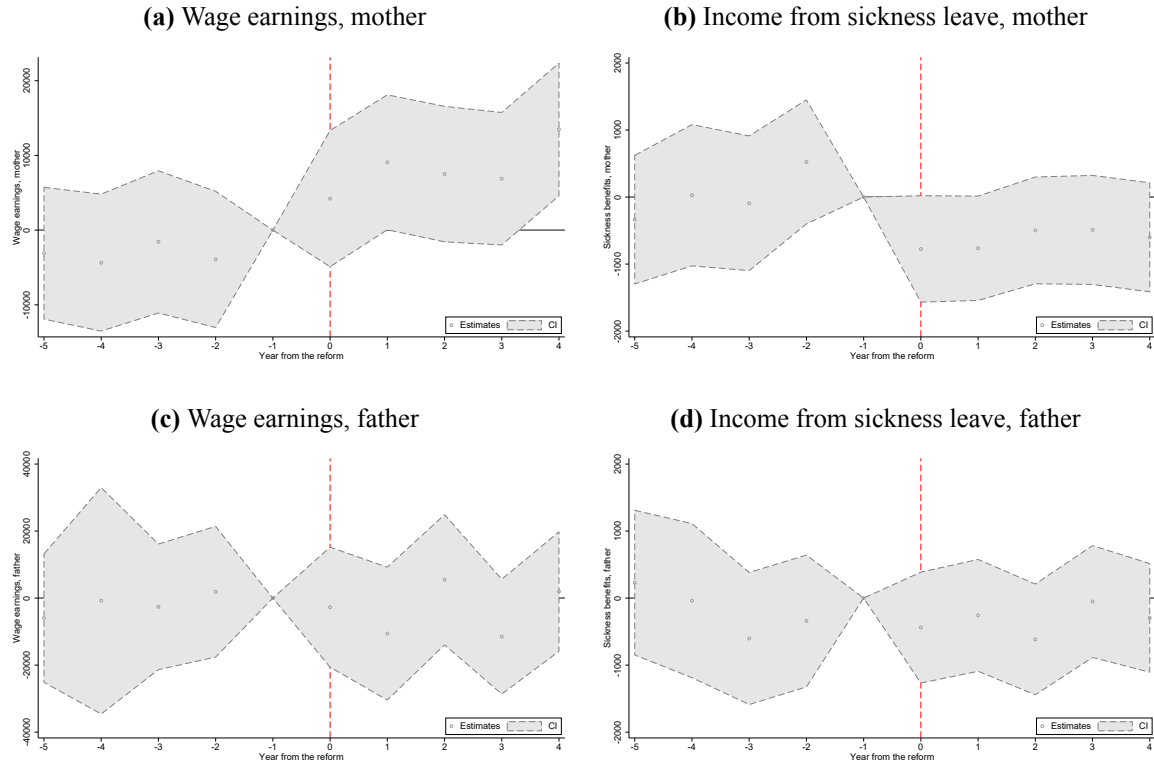 (a) Wage earnings, mother
(b) Income from sickness leave, mother
Wage earnings, mother
20000
10000
0
-10000
-5 -4 -3 -2 -1 0 1 2 3 4
Year from the reform
Estimates CI
Sickness benefits, mother
2000
1000
0
-1000
-2000
-5 -4 -3 -2 -1 0 1 2 3 4
Year from the reform
Estimates CI
(c) Wage earnings, father
(d) Income from sickness leave, father
Wage earnings, father
40000
20000
0
-20000
-40000
-5 -4 -3 -2 -1 0 1 2 3 4
Year from the reform
Estimates CI
Sickness benefits, father
2000
1000
0
-1000
-2000
-5 -4 -3 -2 -1 0 1 2 3 4
Year from the reform
Estimates CI